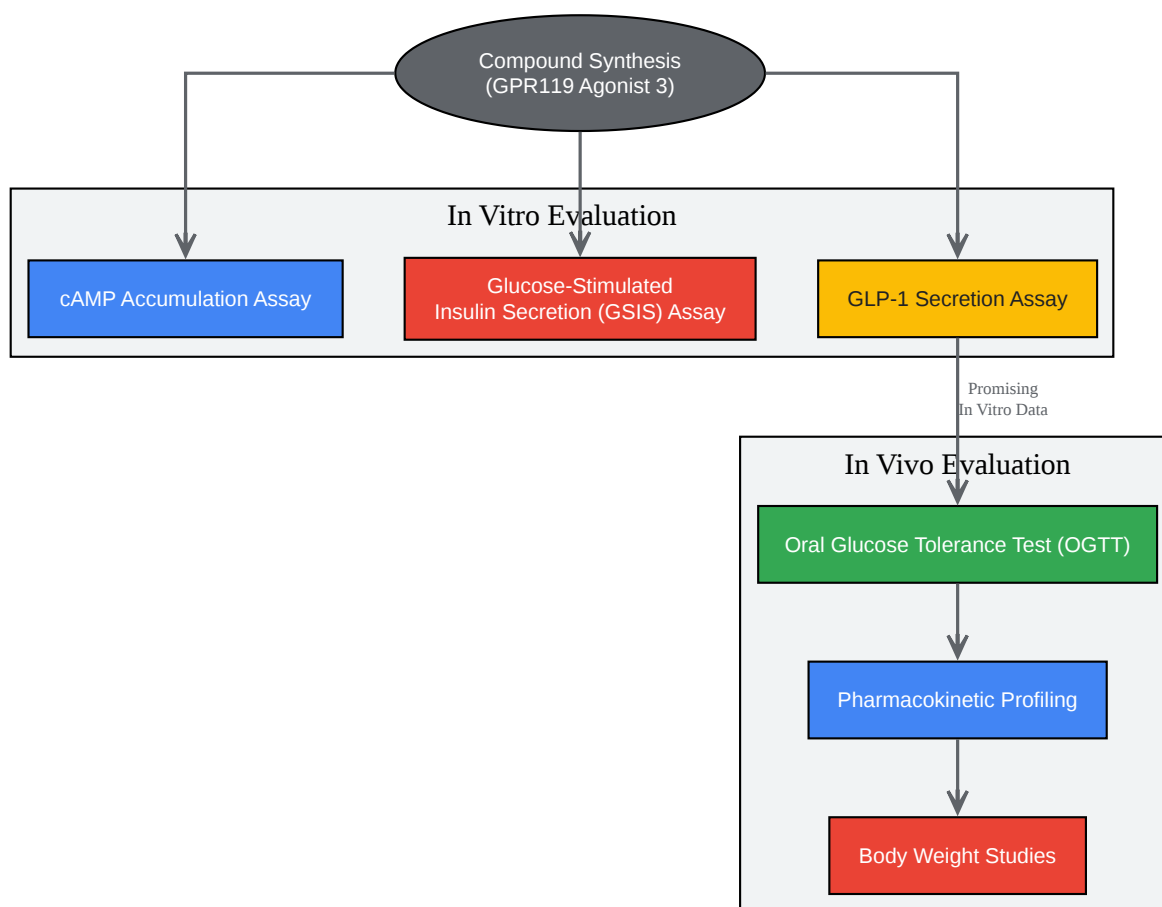 Compound Synthesis
(GPR119 Agonist 3)
In Vitro Evaluation
cAMP Accumulation Assay
Glucose-Stimulated
Insulin Secretion (GSIS) Assay
GLP-1 Secretion Assay
Promising
In Vitro Data
In Vivo Evaluation
Oral Glucose Tolerance Test (OGTT)
Pharmacokinetic Profiling
Body Weight Studies